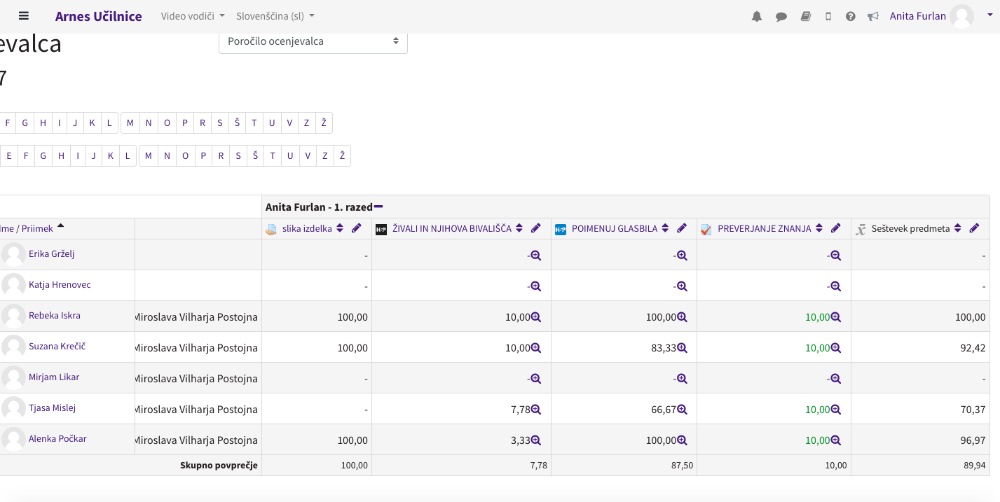 Arnes Učilnice Video vodiči Slovenščina (sl) Anita Furlan
evalca Poročilo ocenjevalca
7
F G H I J K L M N O P R S Š T U V Z Ž
E F G H I J K L M N O P R S Š T U V Z Ž
Anita Furlan - 1. razed
Ime / Priimek slika izdelka H-P ŽIVALI IN NJIHOVA BIVALIŠČA H-P POIMENUJ GLASBILA PREVERJANJE ZNANJA x̄ Seštevek predmeta
Erika Grželj - - - - -
Katja Hrenovec - - - - -
Rebeka Iskra Miroslava Vilharja Postojna 100,00 10,00 100,00 10,00 100,00
Suzana Krečič Miroslava Vilharja Postojna 100,00 10,00 83,33 10,00 92,42
Mirjam Likar Miroslava Vilharja Postojna - - - - -
Tjasa Mislej Miroslava Vilharja Postojna - 7,78 66,67 10,00 70,37
Alenka Počkar Miroslava Vilharja Postojna 100,00 3,33 100,00 10,00 96,97
Skupno povprečje 100,00 7,78 87,50 10,00 89,94